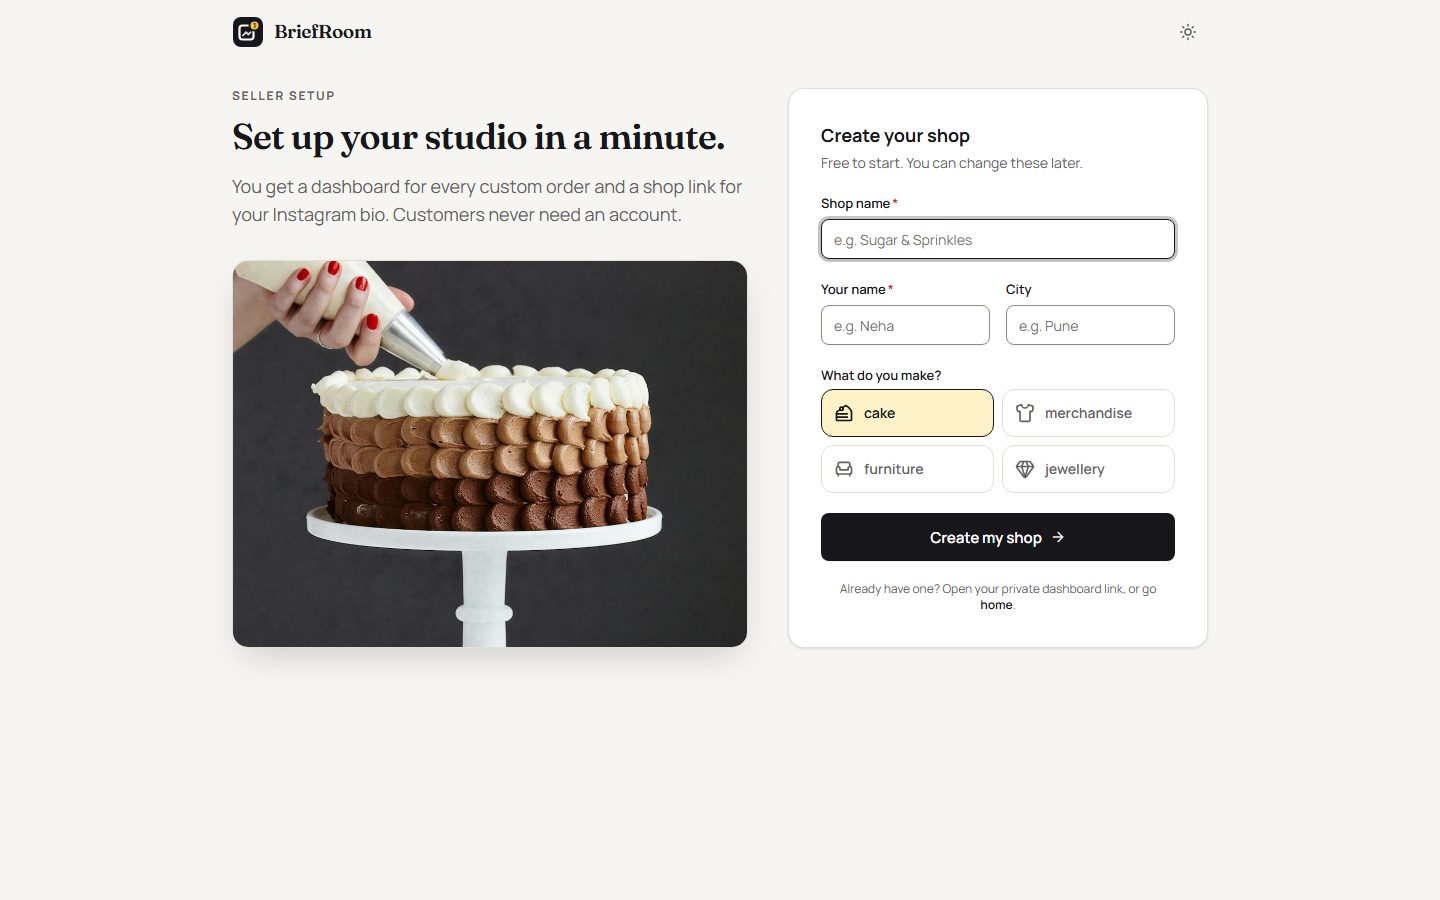 BriefRoom
SELLER SETUP
Set up your studio in a minute.
You get a dashboard for every custom order and a shop link for
your Instagram bio. Customers never need an account.
Create your shop
Free to start. You can change these later.
Shop name *
e.g. Sugar & Sprinkles
Your name *
City
e.g. Neha
e.g. Pune
What do you make?
cake
merchandise
furniture
jewellery
Create my shop →
Already have one? Open your private dashboard link, or go
home.